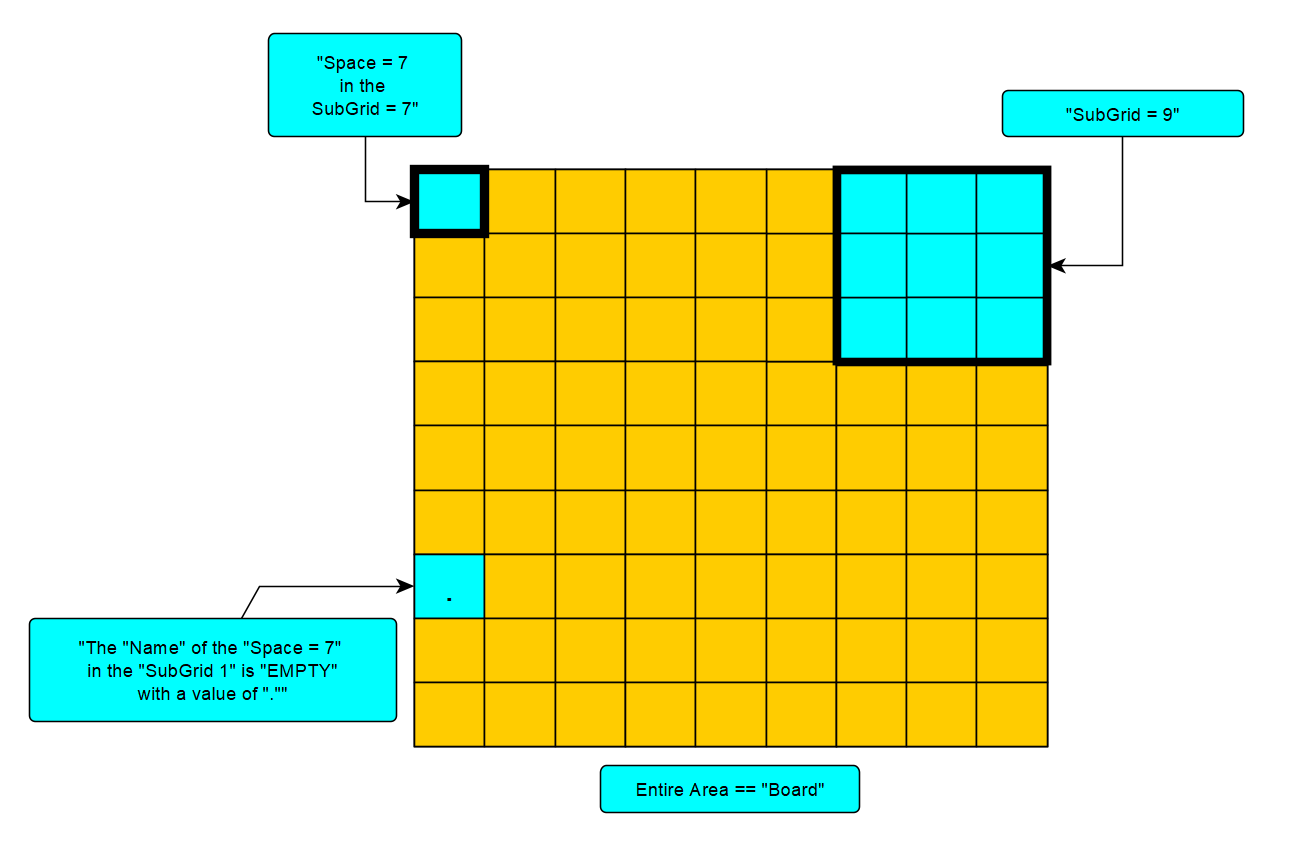 "Space = 7
in the
SubGrid = 7"
"SubGrid = 9"
.
"The "Name" of the "Space = 7"
in the "SubGrid 1" is "EMPTY"
with a value of ".""
Entire Area == "Board"